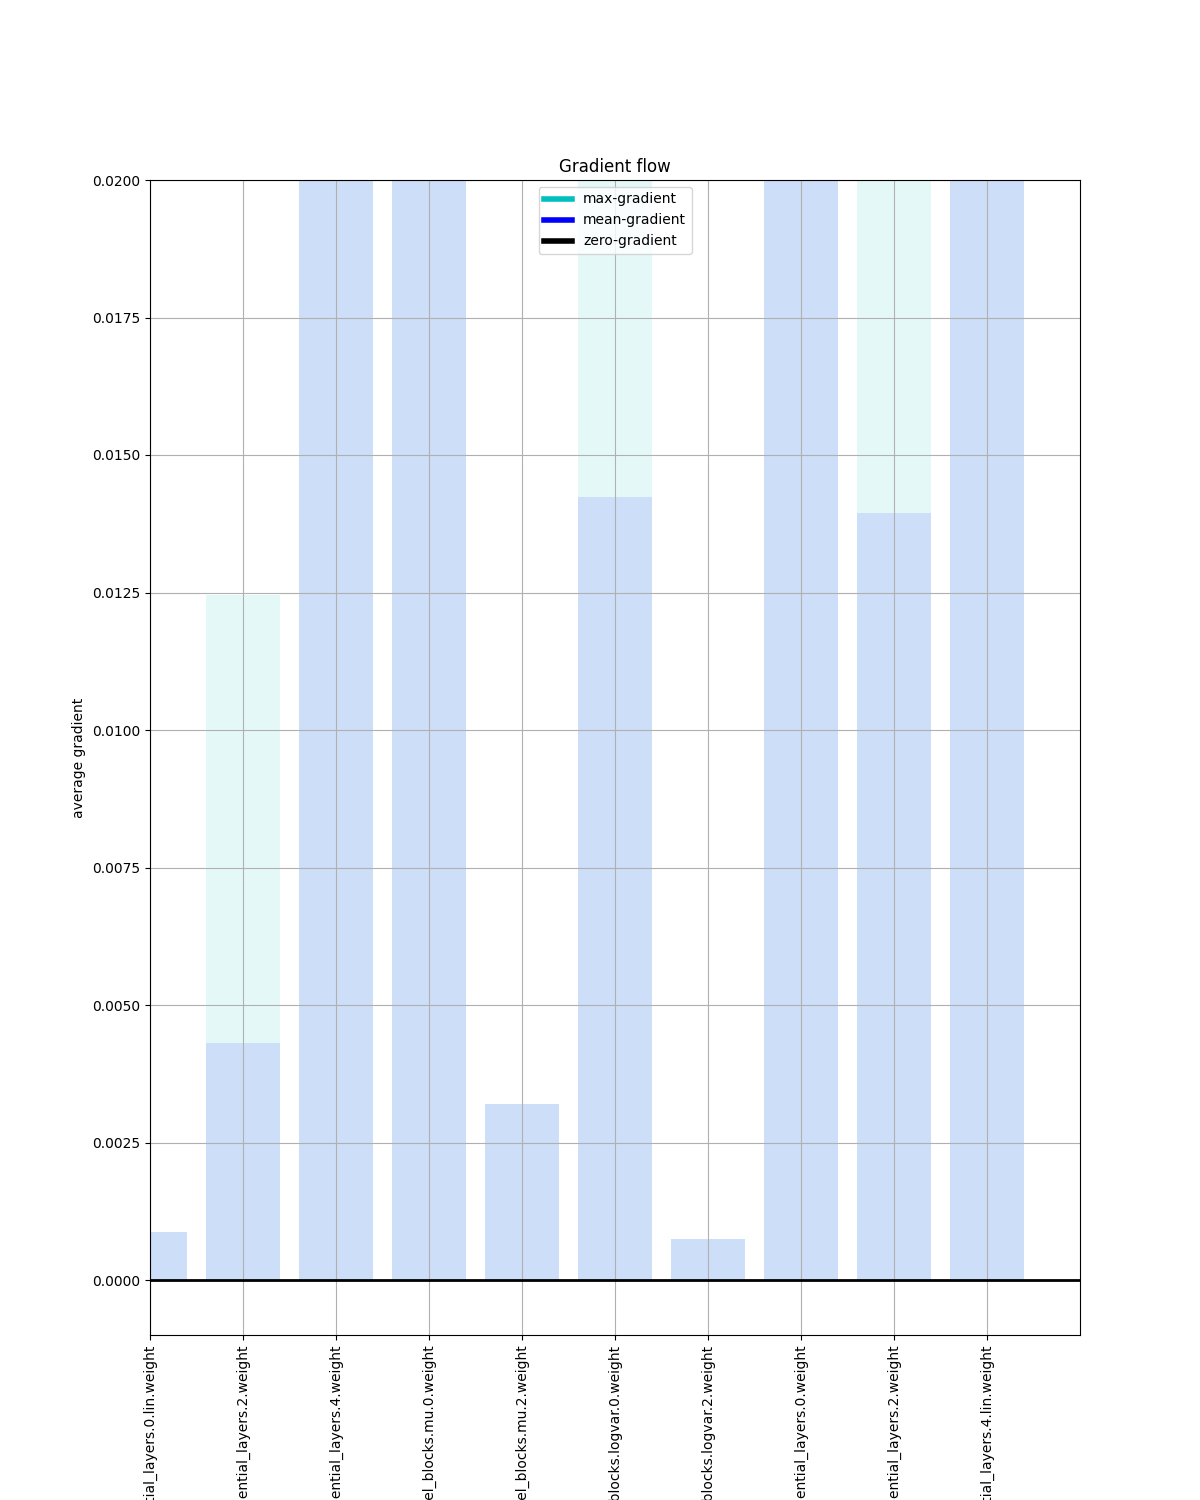 Gradient flow
max-gradient
mean-gradient
zero-gradient
0.0200
0.0175
0.0150
0.0125
0.0100
0.0075
0.0050
0.0025
0.0000
average gradient
tial_layers.0.lin.weight
ential_layers.2.weight
ential_layers.4.weight
el_blocks.mu.0.weight
el_blocks.mu.2.weight
blocks.logvar.0.weight
blocks.logvar.2.weight
ential_layers.0.weight
ential_layers.2.weight
tial_layers.4.lin.weight